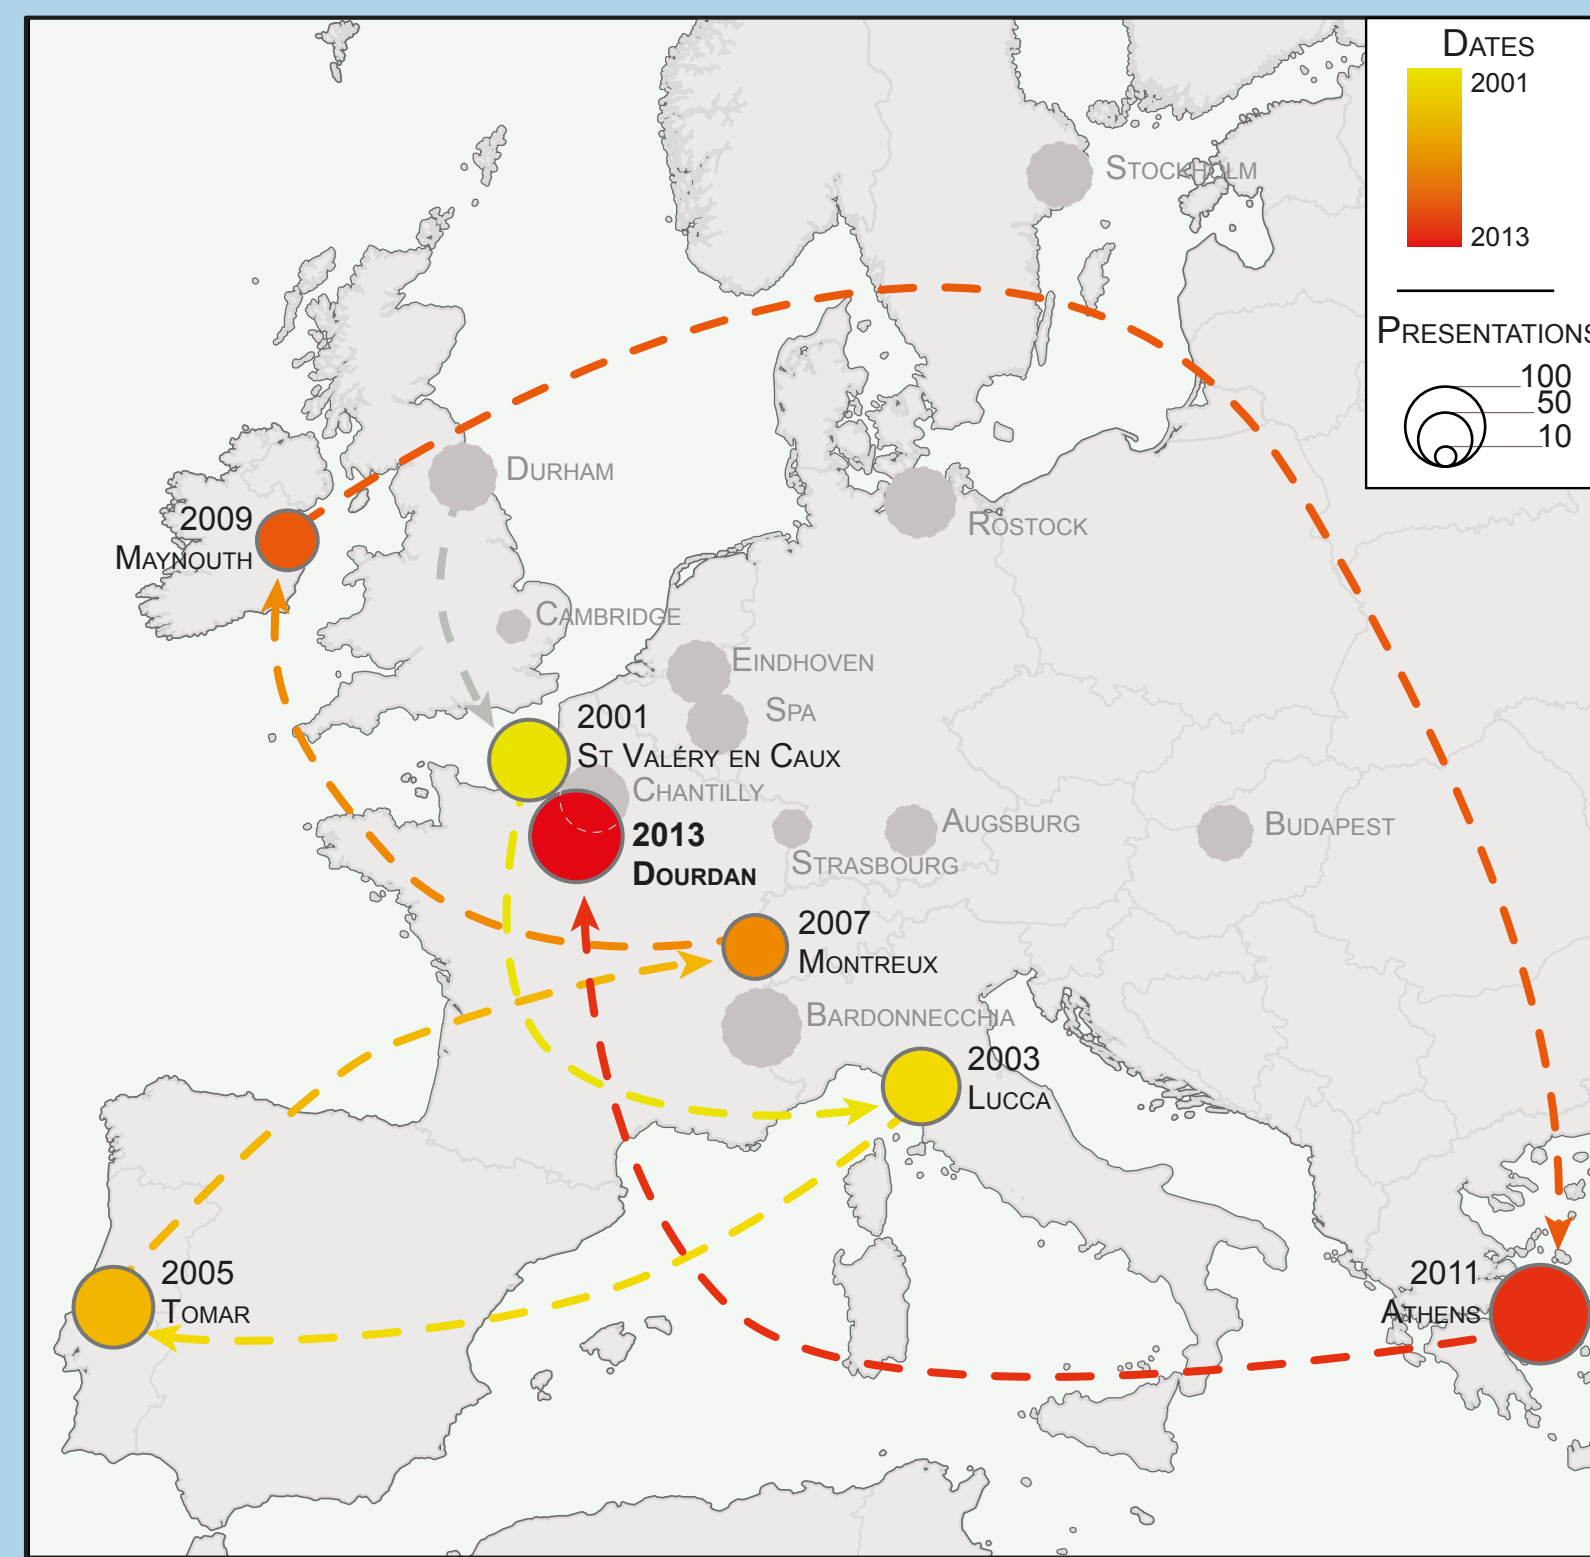 DATES
2001
2013
PRESENTATIONS
100
50
10
STOCKHOLM
DURHAM
ROSTOCK
2009
MAYNOUTH
CAMBRIDGE
EINDHOVEN
SPA
2001
ST VALÉRY EN CAUX
CHANTILLY
2013
DOURDAN
AUGSBURG
STRASBOURG
BUDAPEST
2007
MONTREUX
BARDONNECCHIA
2003
LUCCA
2005
TOMAR
2011
ATHENS